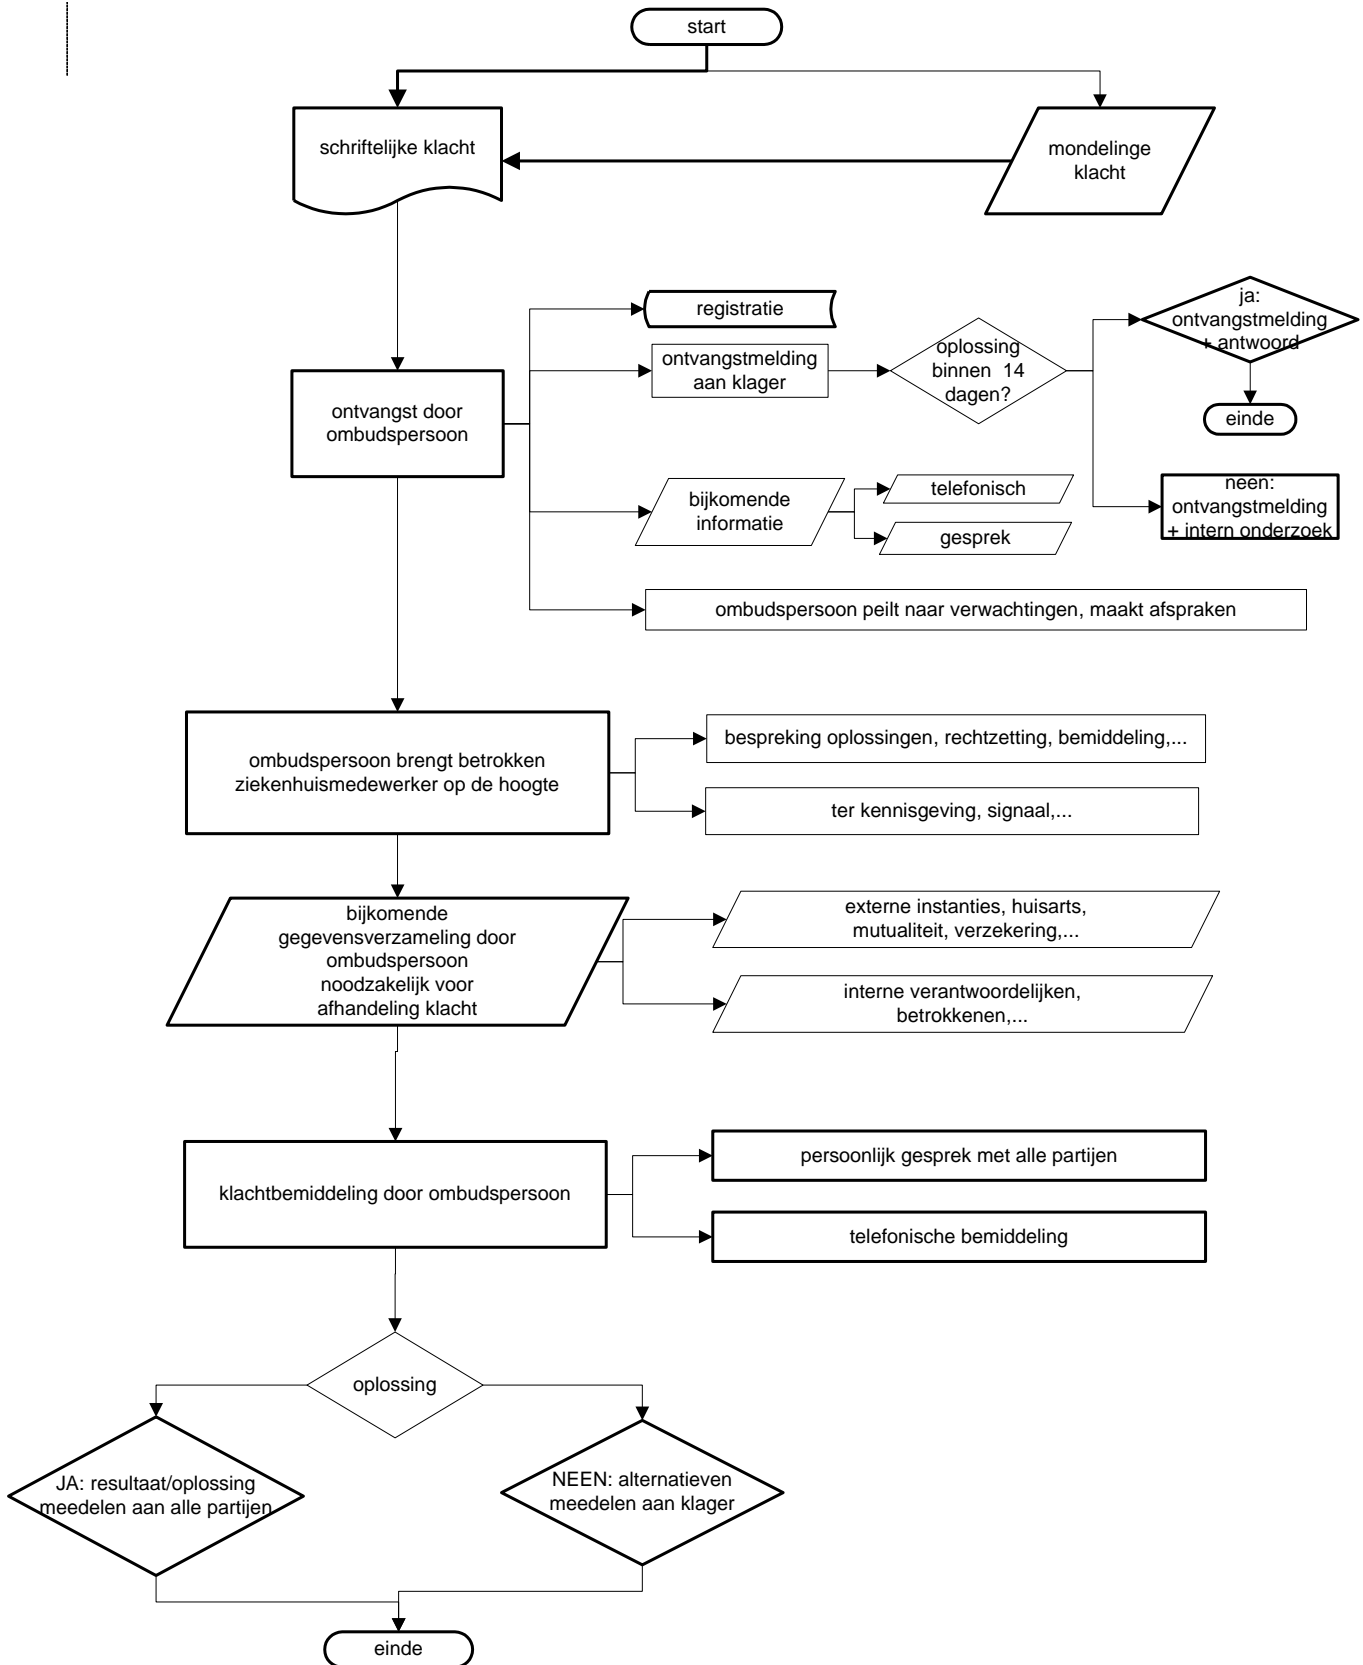 start
schriftelijke klacht
mondelinge
klacht
registratie
ja:
ontvangstmelding
+ antwoord
ontvangstmelding
aan klager
oplossing
binnen 14
dagen?
einde
ontvangst door
ombudspersoon
bijkomende
informatie
telefonisch
gesprek
neen:
ontvangstmelding
+ intern onderzoek
ombudspersoon peilt naar verwachtingen, maakt afspraken
ombudspersoon brengt betrokken
ziekenhuismedewerker op de hoogte
bespreking oplossingen, rechtzetting, bemiddeling,...
ter kennisgeving, signaal,...
bijkomende
gegevensverzameling door
ombudspersoon
noodzakelijk voor
afhandeling klacht
externe instanties, huisarts,
mutualiteit, verzekering,...
interne verantwoordelijken,
betrokkenen,...
klachtbemiddeling door ombudspersoon
persoonlijk gesprek met alle partijen
telefonische bemiddeling
oplossing
JA: resultaat/oplossing
meedelen aan alle partijen
NEEN: alternatieven
meedelen aan klager
einde